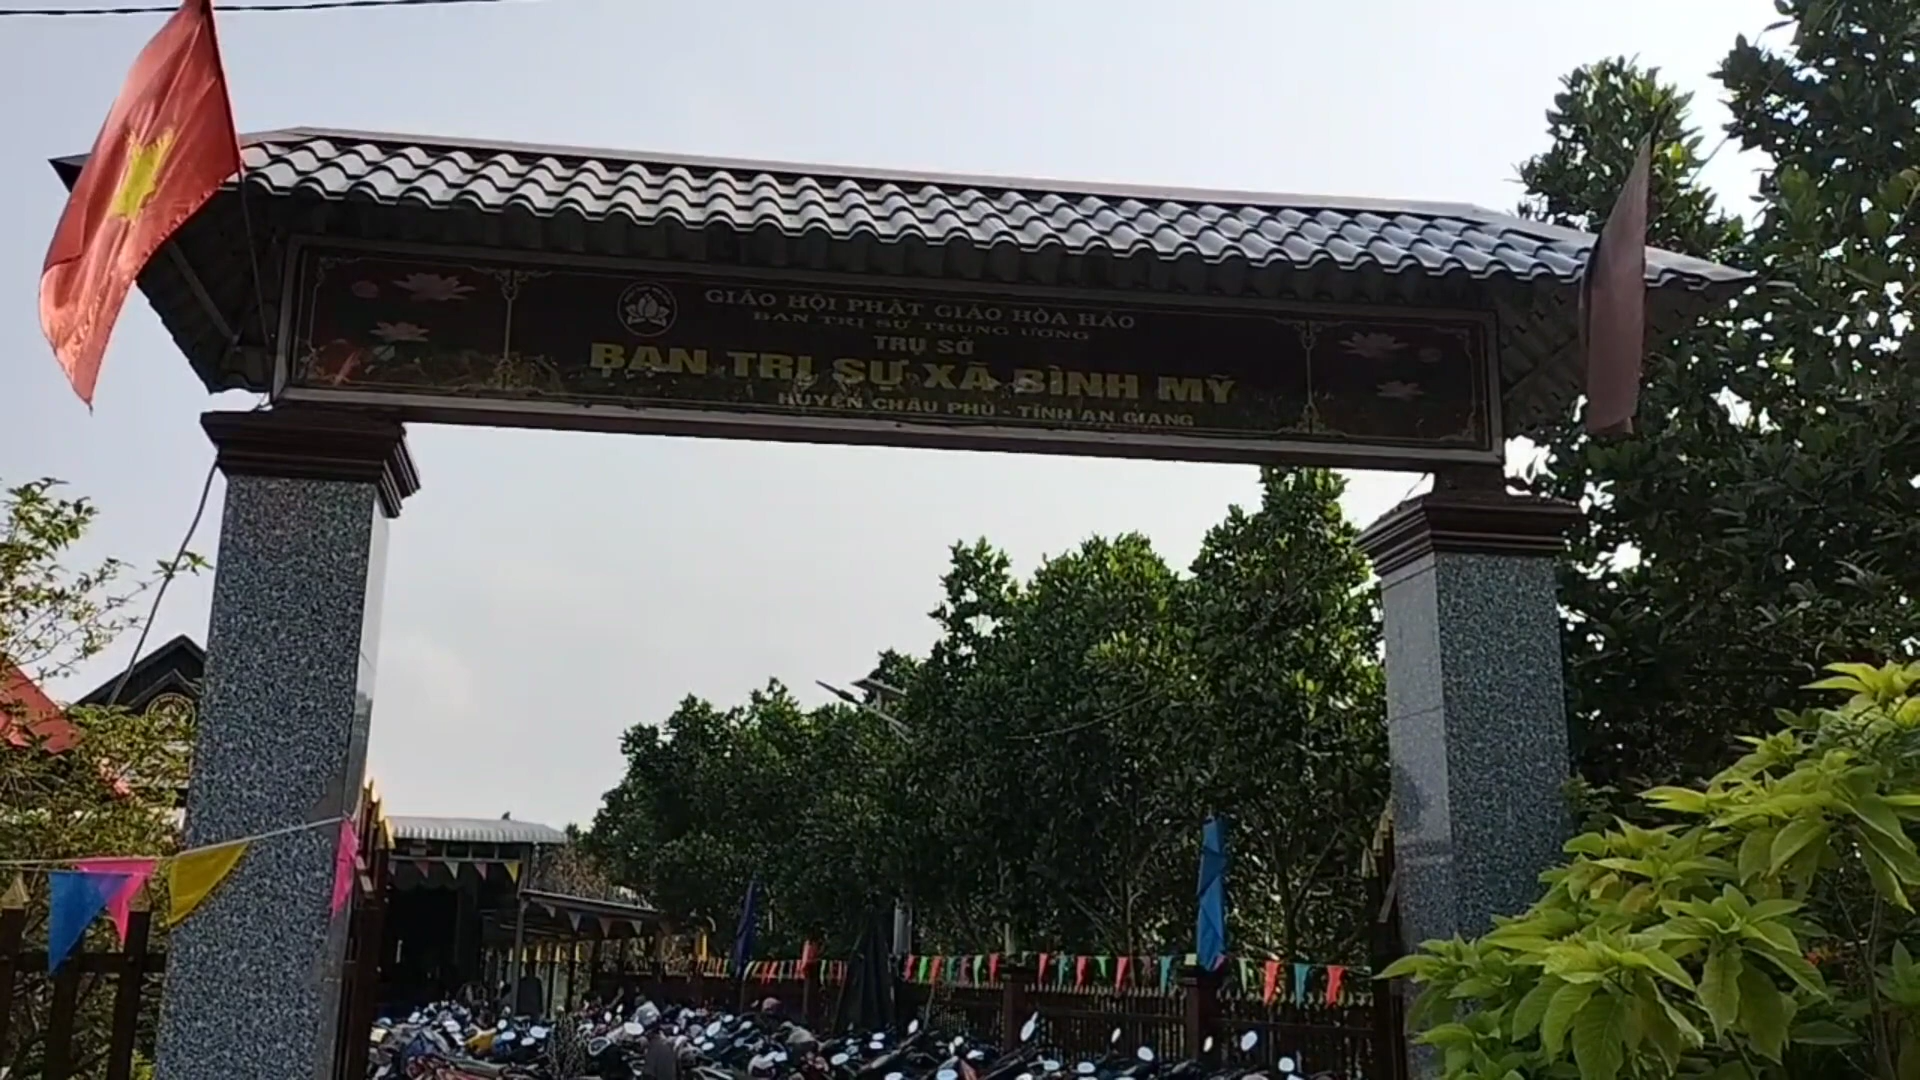 GIÁO HỘI PHẬT GIÁO HÒA HẢO
BAN TRỊ SỰ TRUNG ƯƠNG
TRỤ SỞ
BAN TRỊ SỰ XÃ BÌNH MỸ
HUYỆN CHÂU PHÚ - TỈNH AN GIANG